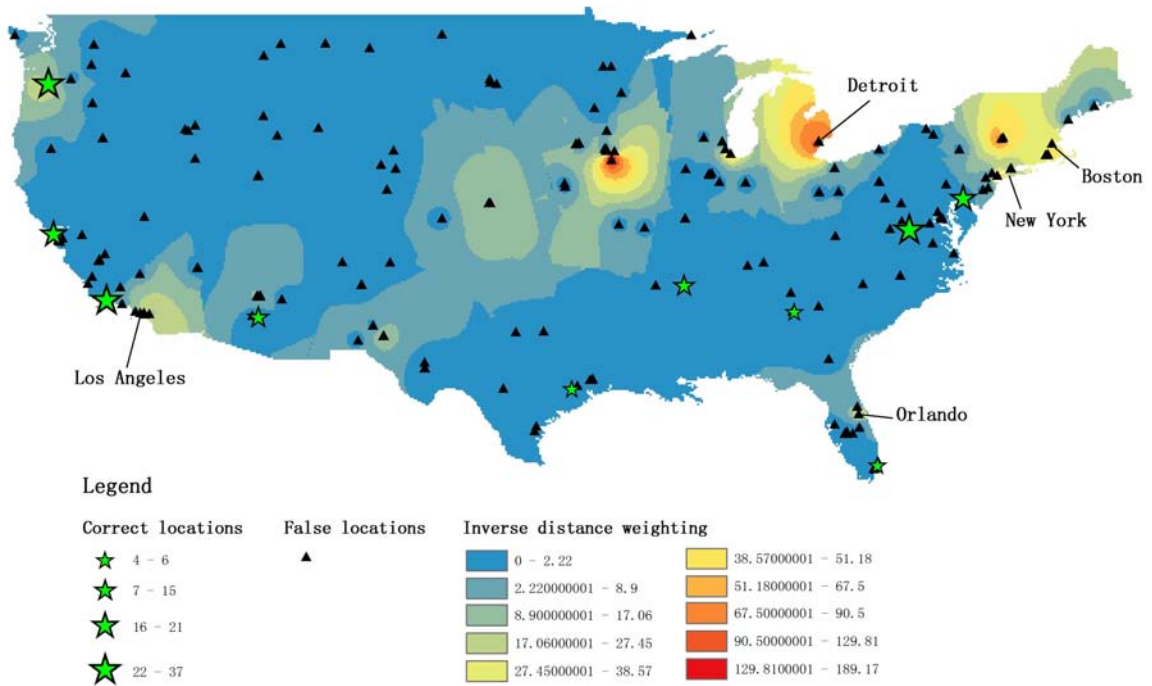 Detroit
Boston
New York
Los Angeles
Orlando
Legend
Correct locations
False locations
Inverse distance weighting
4 - 6
7 - 15
16 - 21
22 - 37
0 - 2.22
2.220000001 - 8.9
8.900000001 - 17.06
17.06000001 - 27.45
27.45000001 - 38.57
38.57000001 - 51.18
51.18000001 - 67.5
67.50000001 - 90.5
90.50000001 - 129.81
129.8100001 - 189.17